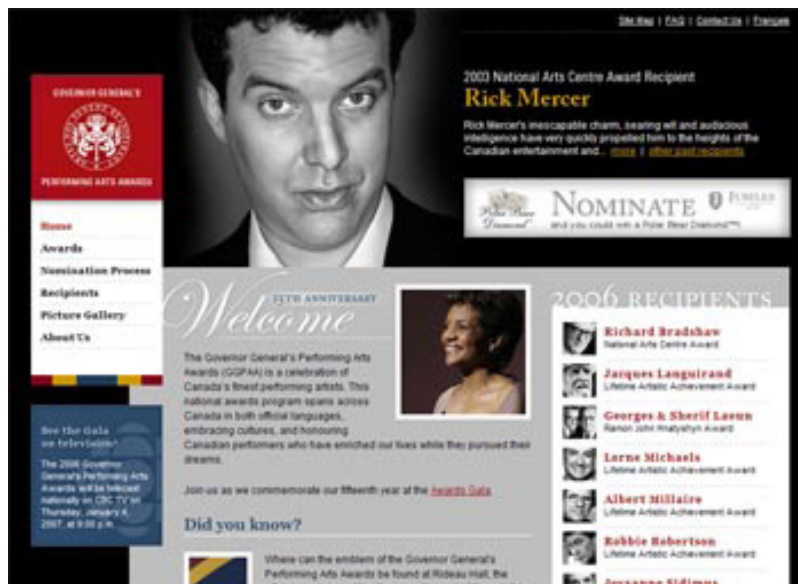 Site Map | FAQ | Contact Us | Français
GOVERNOR GENERAL'S
PERFORMING ARTS AWARDS
2003 National Arts Centre Award Recipient
Rick Mercer
Rick Mercer's inescapable charm, searing wit and audacious
intelligence have very quickly propelled him to the heights of the
Canadian entertainment and... more | other past recipients
Polar Bear
Diamond
NOMINATE
and you could win a Polar Bear Diamond™!
Home
Awards
Nomination Process
Recipients
Picture Gallery
About Us
See the Gala
on television!
The 2006 Governor
General's Performing Arts
Awards will be telecast
nationally on CBC TV on
Thursday, January 4,
2007, at 9:00 p.m.
15TH ANNIVERSARY
Welcome
The Governor General's Performing Arts
Awards (GGPAA) is a celebration of
Canada's finest performing artists. This
national awards program spans across
Canada in both official languages,
embracing cultures, and honouring
Canadian performers who have enriched our lives while they pursued their
dreams.
Join us as we commemorate our fifteenth year at the Awards Gala.
Did you know?
Where can the emblem of the Governor General's
Performing Arts Awards be found at Rideau Hall, the
2006 RECIPIENTS
Richard Bradshaw
National Arts Centre Award
Jacques Languirand
Lifetime Artistic Achievement Award
Georges & Sherif Laoun
Ramon John Hnatyshyn Award
Lorne Michaels
Lifetime Artistic Achievement Award
Albert Millaire
Lifetime Artistic Achievement Award
Robbie Robertson
Lifetime Artistic Achievement Award